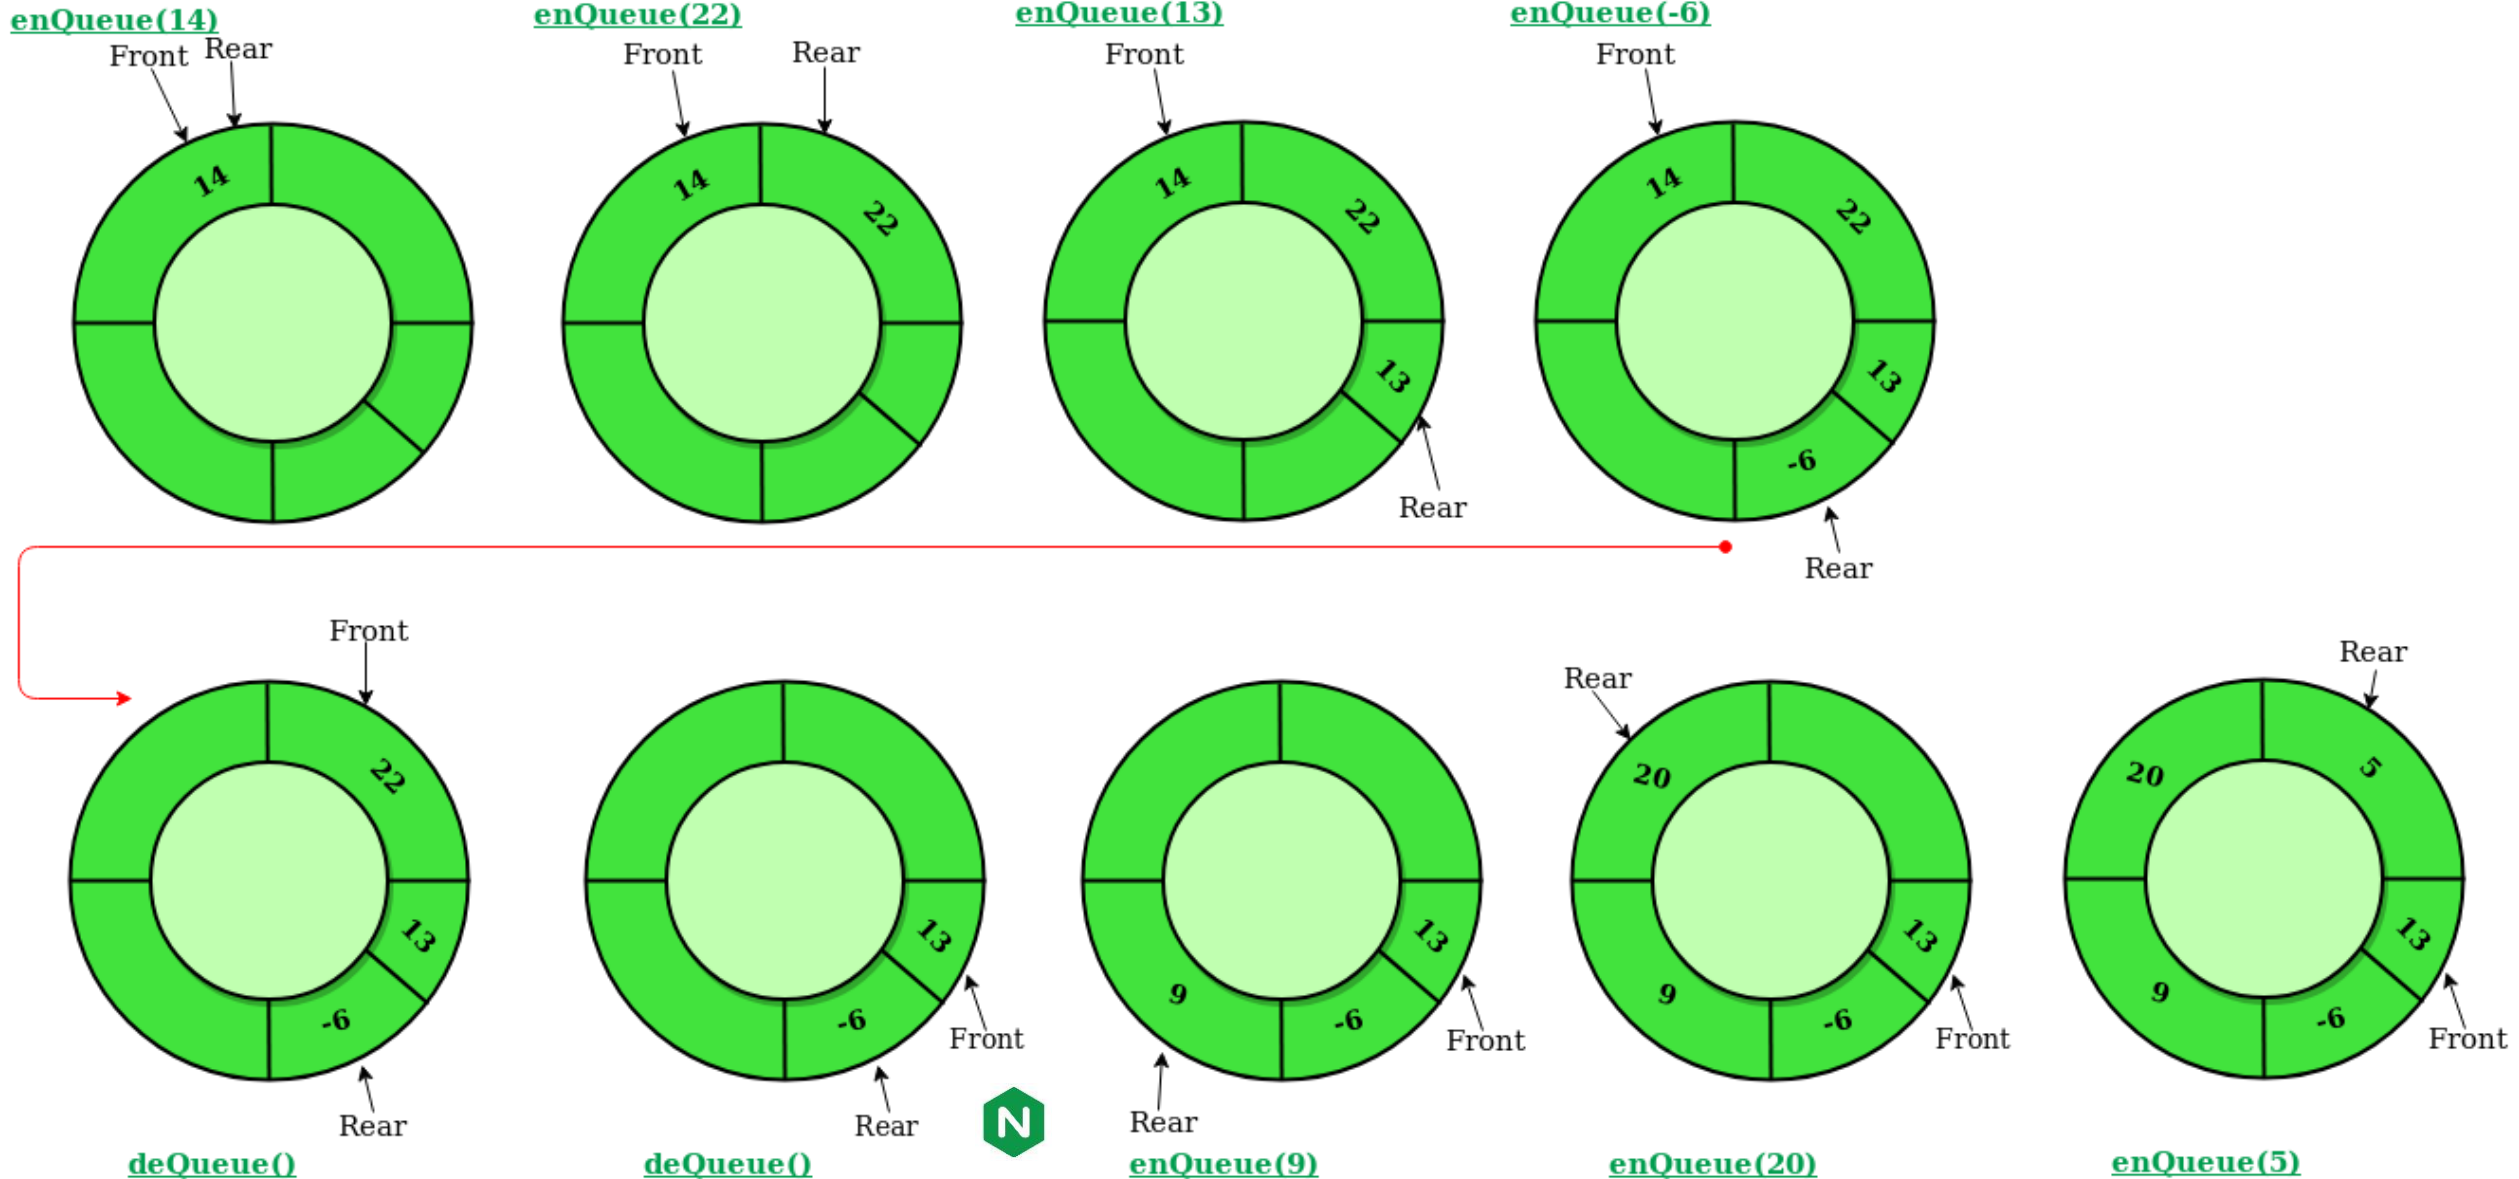 enQueue(14)
Front Rear
14
enQueue(22)
Front Rear
14
22
enQueue(13)
Front
14
22
13
Rear
enQueue(-6)
Front
14
22
13
-6
Rear
Front
22
13
-6
Rear
deQueue()
13
-6
Front
Rear
deQueue()
N
13
9
-6
Front
Rear
enQueue(9)
Rear
20
13
9
-6
Front
enQueue(20)
Rear
20
5
13
9
-6
Front
enQueue(5)